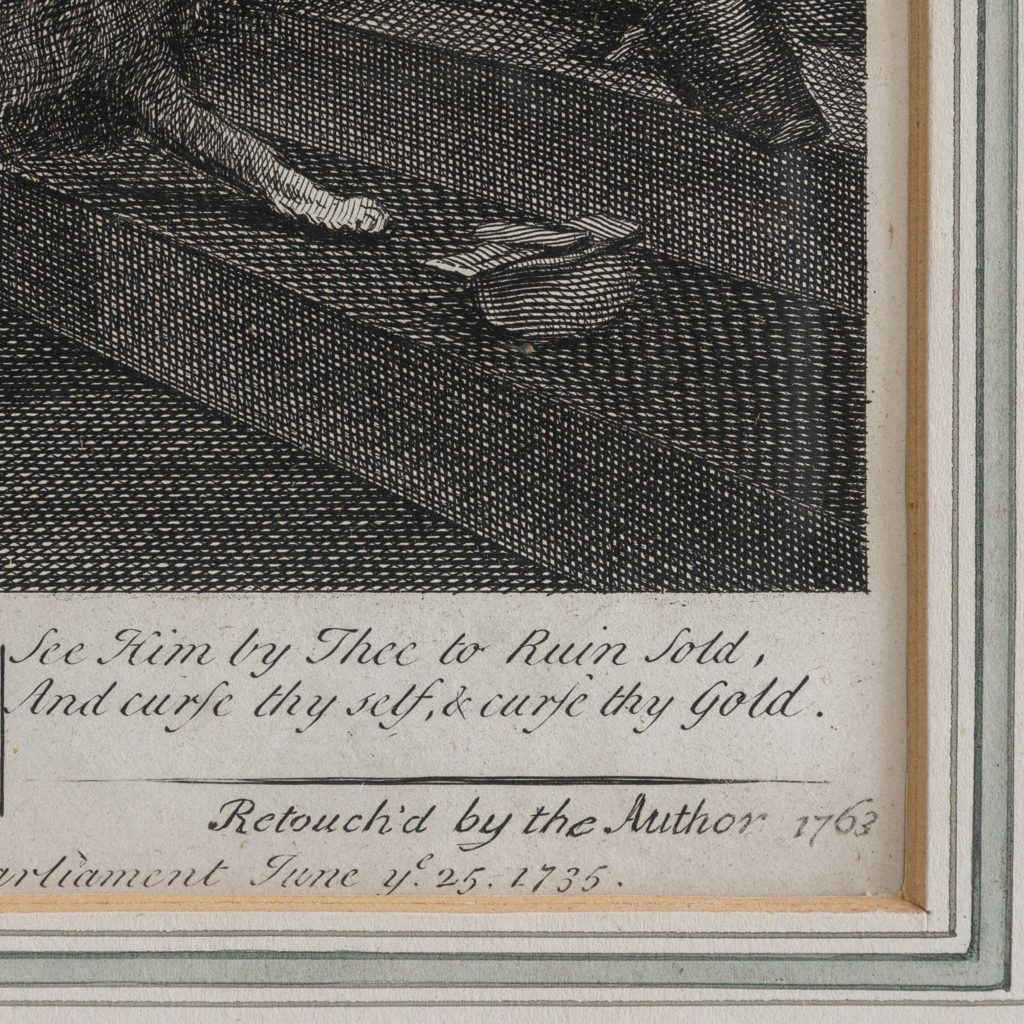 See Him by Thee to Ruin Sold,
And curſe thy self, & curſe thy Gold.
Retouch'd by the Author 1763
arliament June yͤ. 25. 1735.